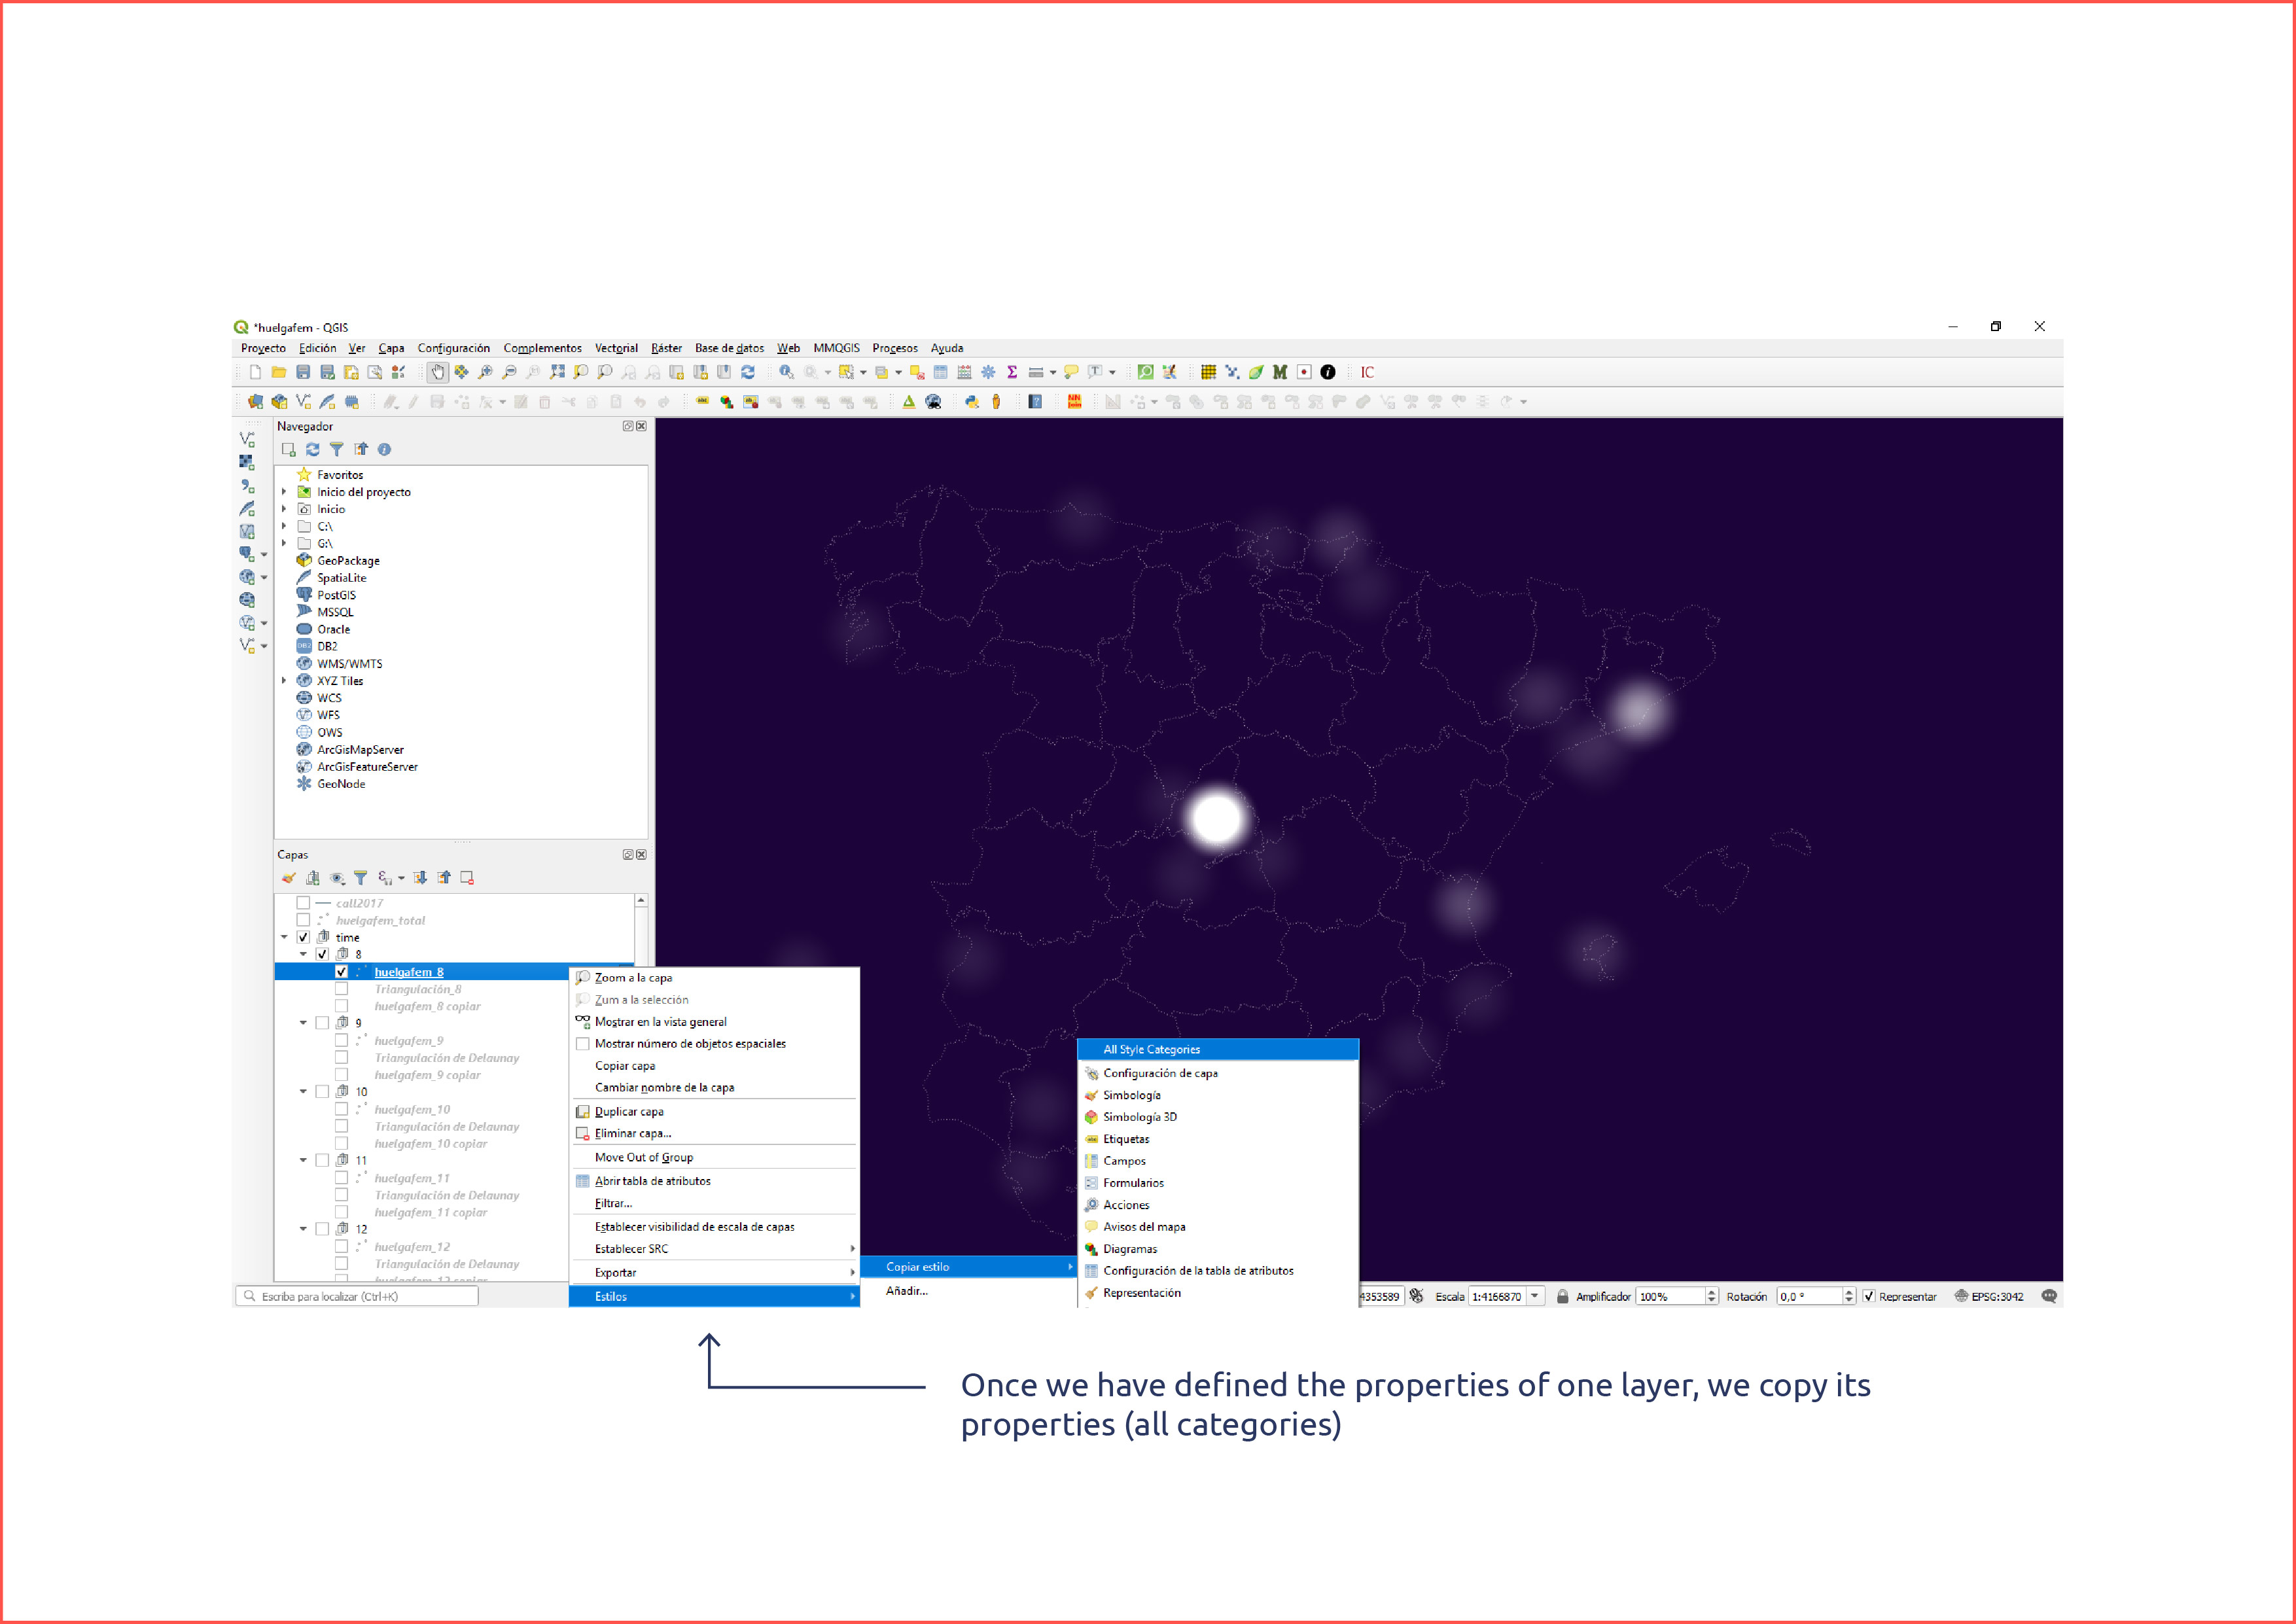 *huelgafem - QGIS
Proyecto Edición Ver Capa Configuración Complementos Vectorial Ráster Base de datos Web MMQGIS Procesos Ayuda
IC
Navegador
Favoritos
Inicio del proyecto
Inicio
C:\
G:\
GeoPackage
SpatiaLite
PostGIS
MSSQL
Oracle
DB2
WMS/WMTS
XYZ Tiles
WCS
WFS
OWS
ArcGisMapServer
ArcGisFeatureServer
GeoNode
Capas
call2017
huelgafem_total
time
8
huelgafem_8
Triangulación_8
huelgafem_8 copiar
9
huelgafem_9
Triangulación de Delaunay
huelgafem_9 copiar
10
huelgafem_10
Triangulación de Delaunay
huelgafem_10 copiar
11
huelgafem_11
Triangulación de Delaunay
huelgafem_11 copiar
12
huelgafem_12
Triangulación de Delaunay
huelgafem_12 copiar
Zoom a la capa
Zum a la selección
Mostrar en la vista general
Mostrar número de objetos espaciales
Copiar capa
Cambiar nombre de la capa
Duplicar capa
Eliminar capa...
Move Out of Group
Abrir tabla de atributos
Filtrar...
Establecer visibilidad de escala de capas
Establecer SRC
Exportar
Estilos
Copiar estilo
Añadir...
All Style Categories
Configuración de capa
Simbología
Simbología 3D
Etiquetas
Campos
Formularios
Acciones
Avisos del mapa
Diagramas
Configuración de la tabla de atributos
Representación
Escriba para localizar (Ctrl+K)
4353589 Escala 1:4166870 Amplificador 100% Rotación 0,0 ° Representar EPSG:3042
Once we have defined the properties of one layer, we copy its
properties (all categories)